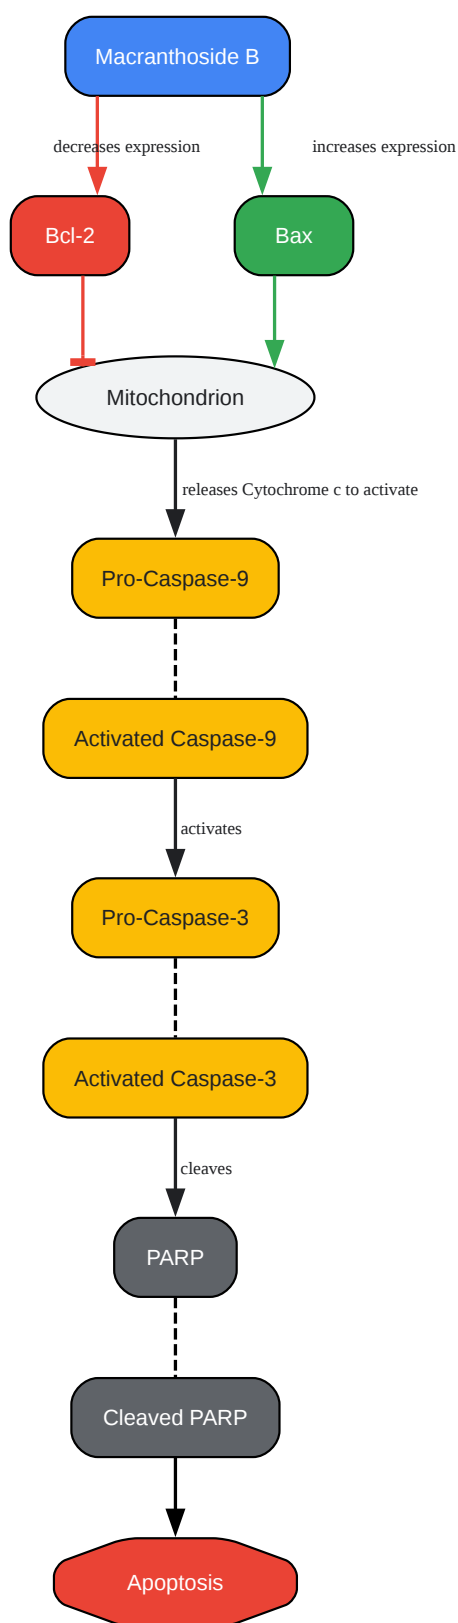 Macranthoside B
decreases expression
increases expression
Bcl-2
Bax
Mitochondrion
releases Cytochrome c to activate
Pro-Caspase-9
Activated Caspase-9
activates
Pro-Caspase-3
Activated Caspase-3
cleaves
PARP
Cleaved PARP
Apoptosis